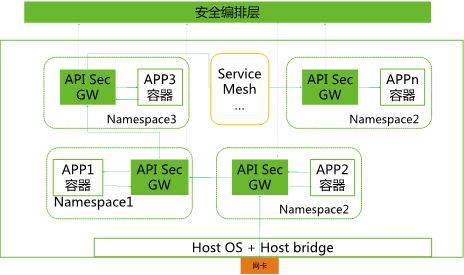 安全编排层
API Sec
GW
APP3
容器
Namespace3
Service
Mesh
...
API Sec
GW
APPn
容器
Namespace2
APP1
容器
API Sec
GW
Namespace1
API Sec
GW
APP2
容器
Namespace2
Host OS + Host bridge
网卡